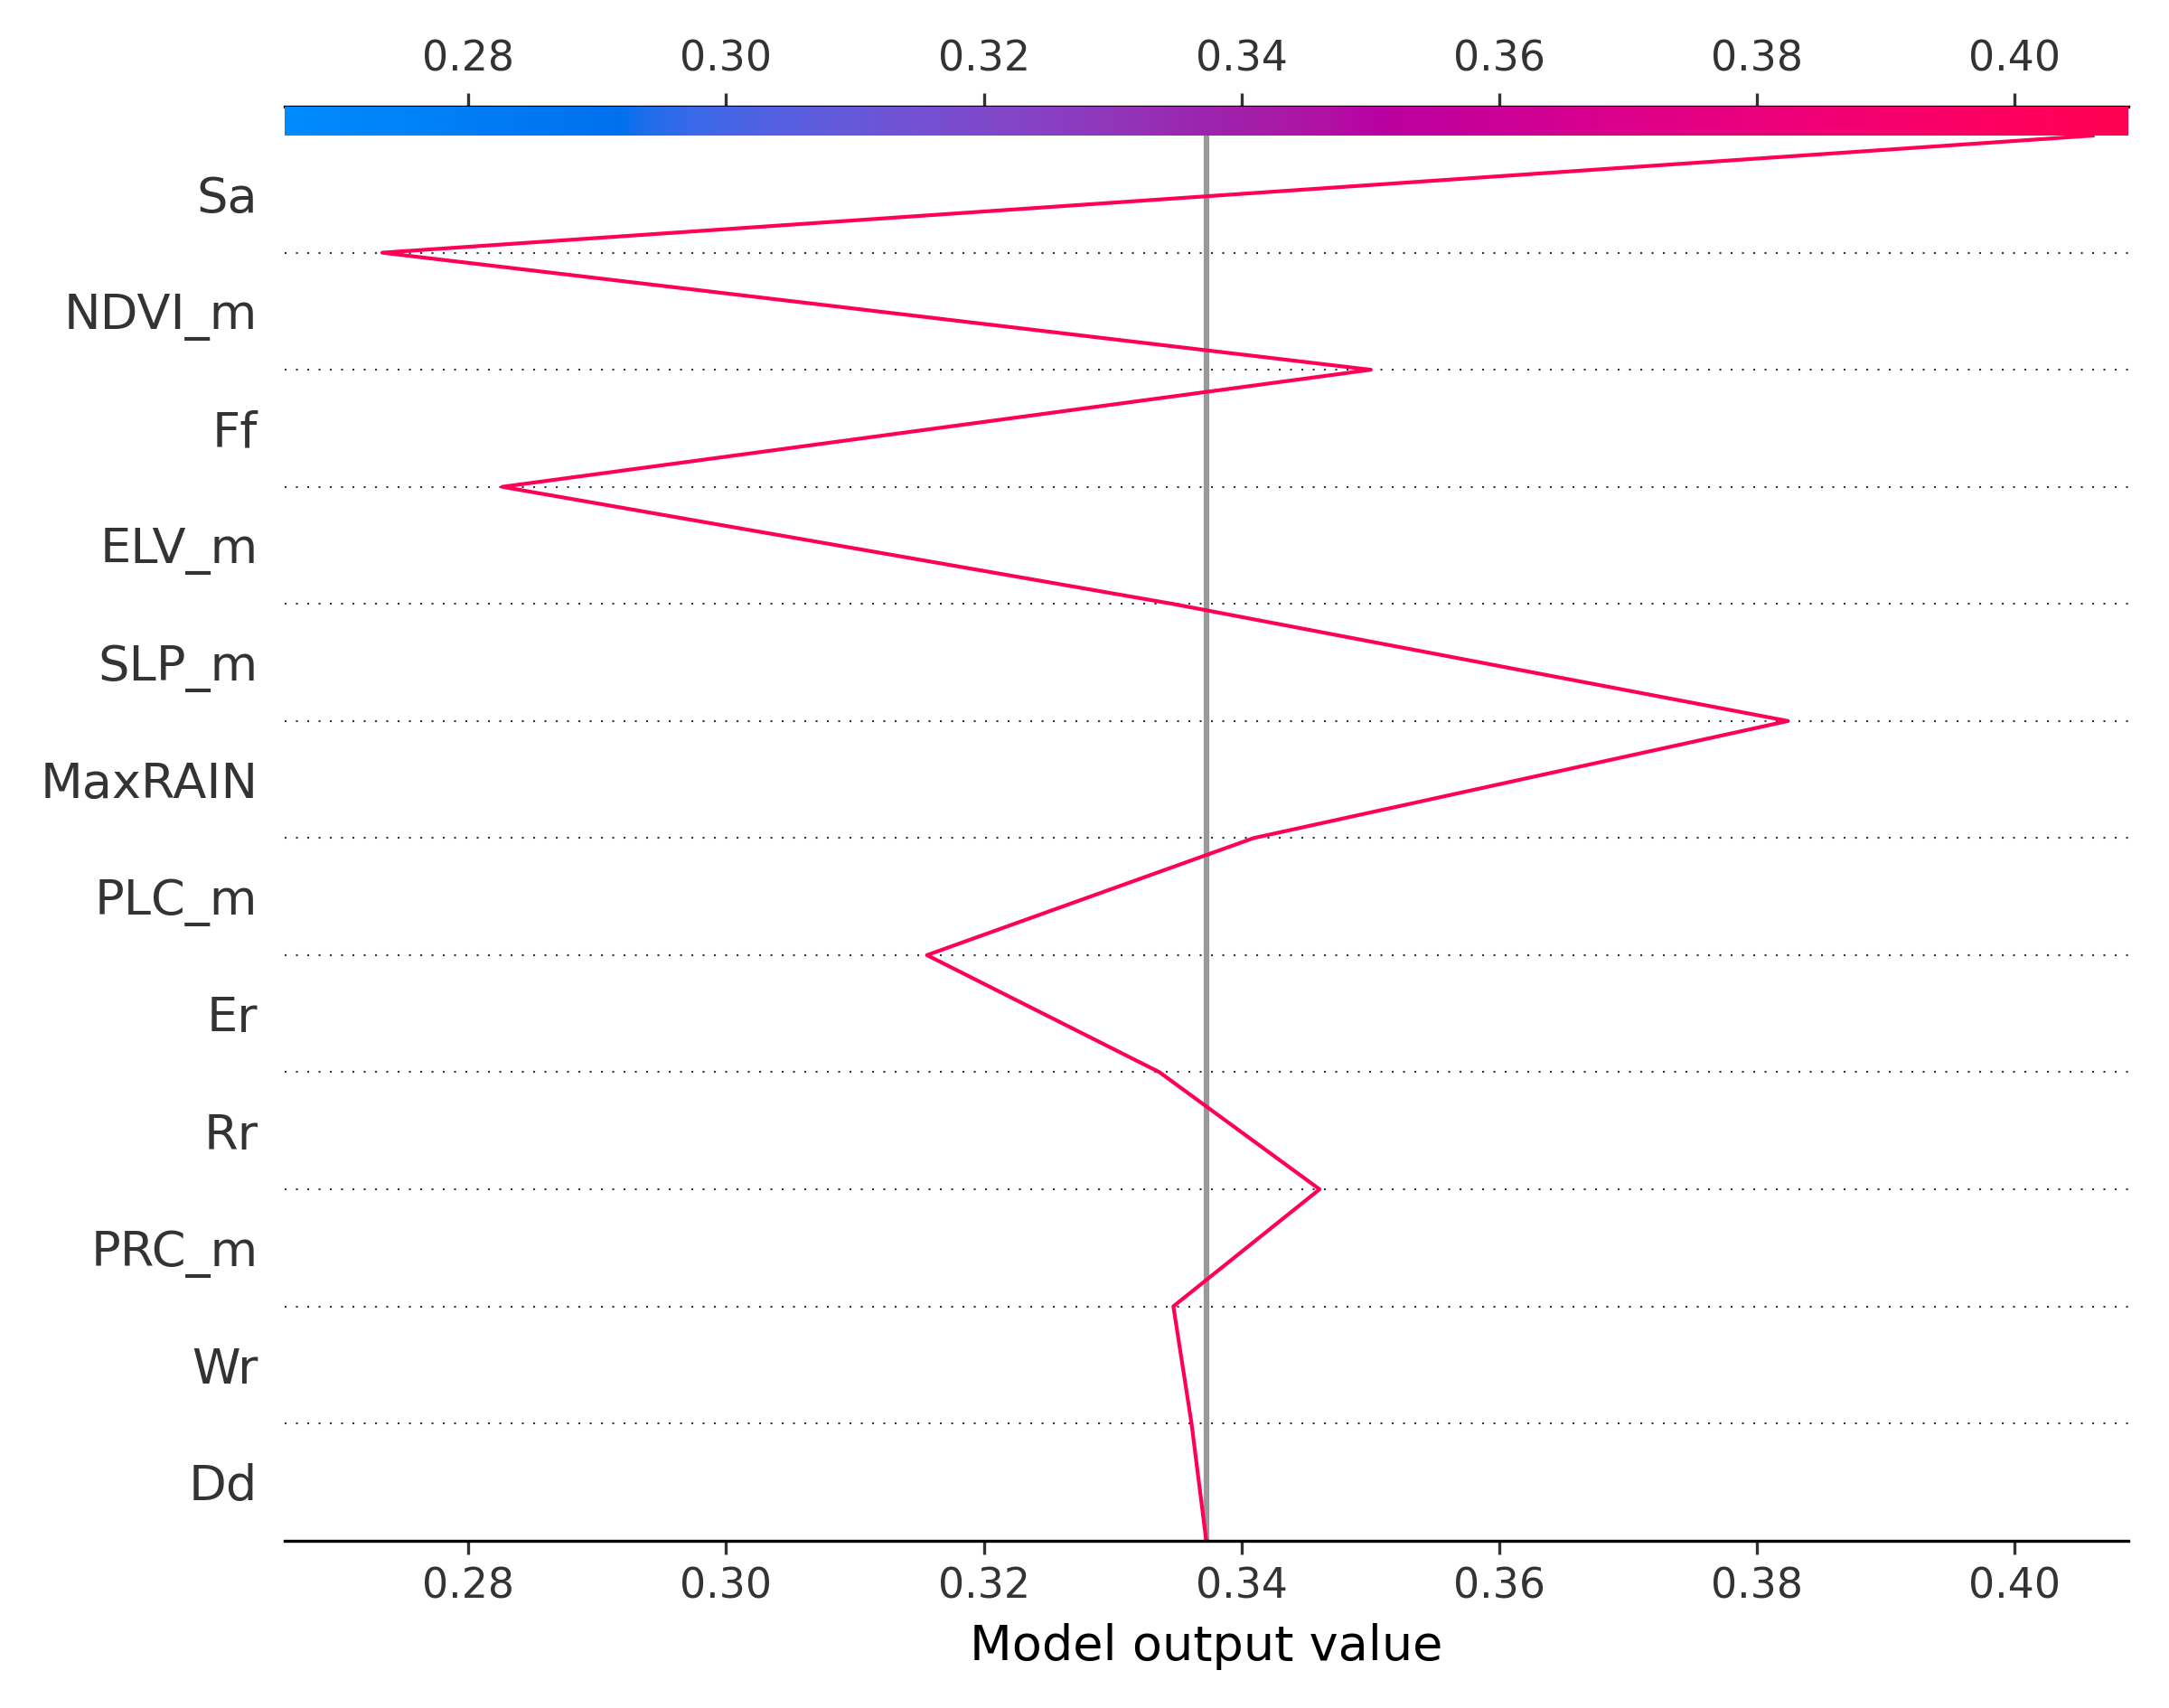 0.28 0.30 0.32 0.34 0.36 0.38 0.40
Sa
NDVI_m
Ff
ELV_m
SLP_m
MaxRAIN
PLC_m
Er
Rr
PRC_m
Wr
Dd
0.28 0.30 0.32 0.34 0.36 0.38 0.40
Model output value